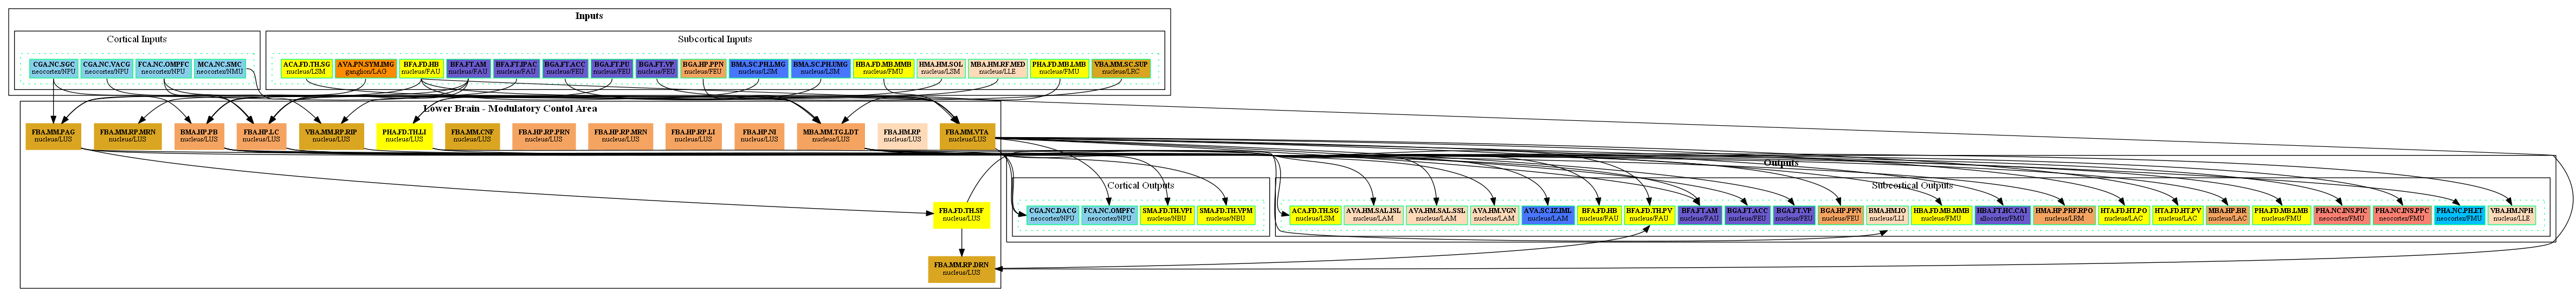 Inputs
Cortical Inputs
Subcortical Inputs
CGA.NC.SGC
neocortex/NPU
CGA.NC.VACG
neocortex/NPU
FCA.NC.OMPFC
neocortex/NPU
MCA.NC.SMC
neocortex/NMU
ACA.FD.TH.SG
nucleus/LSM
AVA.PN.SYM.IMG
ganglion/LAO
BFA.FD.HB
nucleus/FAU
BFA.FT.AM
nucleus/FAU
BFA.FT.IPAC
nucleus/FAU
BGA.FT.ACC
nucleus/FEU
BGA.FT.PU
nucleus/FEU
BGA.FT.VP
nucleus/FEU
BGA.HP.PPN
nucleus/FEU
BMA.SC.PH.LMG
nucleus/LSM
BMA.SC.PH.UMG
nucleus/LSM
HBA.FD.MB.MMB
nucleus/FMU
HMA.HM.SOL
nucleus/LSM
MBA.HM.RF.MED
nucleus/LLE
PHA.FD.MB.LMB
nucleus/FMU
VBA.MM.SC.SUP
nucleus/LRC
Lower Brain - Modulatory Contol Area
FBA.MM.PAG
nucleus/LUS
FBA.MM.RP.MRN
nucleus/LUS
BMA.HP.PB
nucleus/LUS
FBA.HP.LC
nucleus/LUS
VBA.MM.RP.RIP
nucleus/LUS
PHA.FD.TH.LI
nucleus/LUS
FBA.MM.CNF
nucleus/LUS
FBA.HP.RP.PRN
nucleus/LUS
FBA.HP.RP.MRN
nucleus/LUS
FBA.HP.RP.LI
nucleus/LUS
FBA.HP.NI
nucleus/LUS
MBA.MM.TG.LDT
nucleus/LUS
FBA.HM.RP
nucleus/LUS
FBA.MM.VTA
nucleus/LUS
Outputs
Cortical Outputs
Subcortical Outputs
FBA.FD.TH.SF
nucleus/LUS
CGA.NC.DACG
neocortex/NPU
FCA.NC.OMPFC
neocortex/NPU
SMA.FD.TH.VPI
nucleus/NBU
SMA.FD.TH.VPM
nucleus/NBU
ACA.FD.TH.SG
nucleus/LSM
AVA.HM.SAL.ISL
nucleus/LAM
AVA.HM.SAL.SSL
nucleus/LAM
AVA.HM.VGN
nucleus/LAM
AVA.SC.IZ.IML
nucleus/LAM
BFA.FD.HB
nucleus/FAU
BFA.FD.TH.PV
nucleus/FAU
BFA.FT.AM
nucleus/FAU
BGA.FT.ACC
nucleus/FEU
BGA.FT.VP
nucleus/FEU
BGA.HP.PPN
nucleus/FEU
BMA.HM.IO
nucleus/LLI
HBA.FD.MB.MMB
nucleus/FMU
HBA.FT.HC.CA1
allocortex/FMU
HMA.HP.PRF.RPO
nucleus/LRM
HTA.FD.HT.PO
nucleus/LAC
HTA.FD.HT.PV
nucleus/LAC
MBA.HP.BR
nucleus/LAC
PHA.FD.MB.LMB
nucleus/FMU
PHA.NC.INS.PIC
neocortex/FMU
PHA.NC.INS.PPC
neocortex/FMU
PHA.NC.PH.ET
neocortex/FMU
VBA.HM.NPH
nucleus/LLE
FBA.MM.RP.DRN
nucleus/LUS